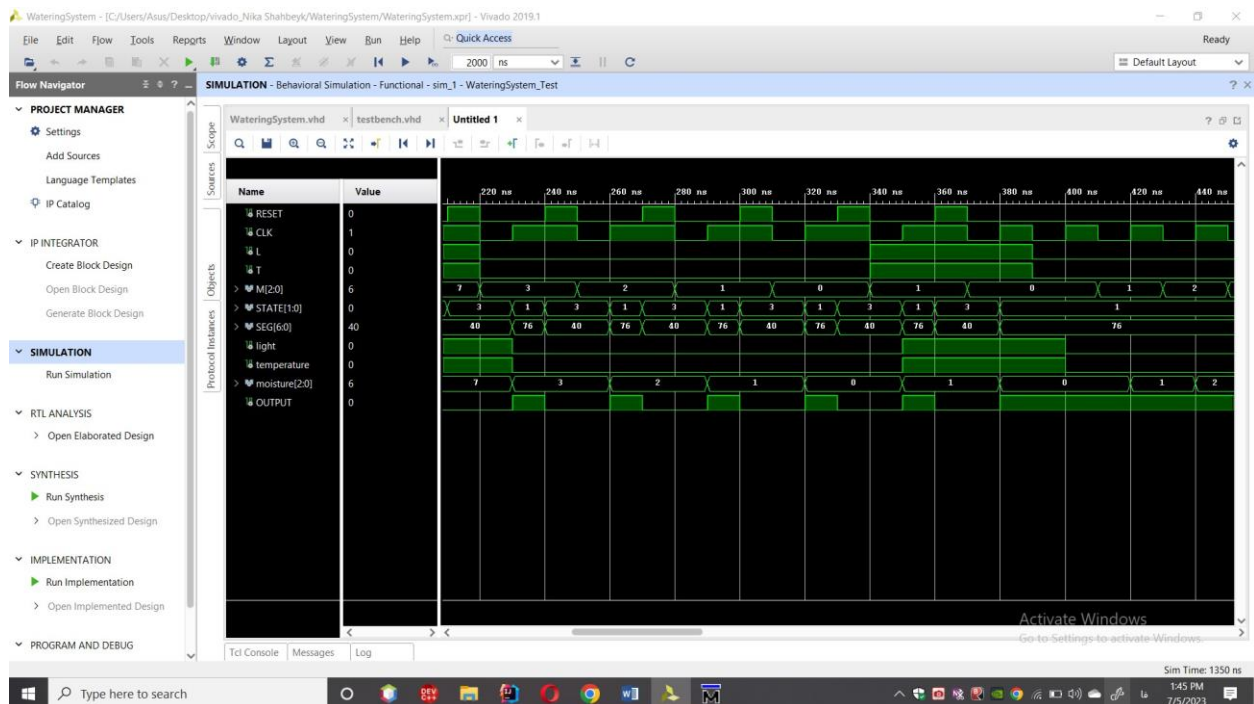 WateringSystem - [C:/Users/Asus/Desktop/vivado_Nika Shahbeyk/WateringSystem/WateringSystem.xpr] - Vivado 2019.1
File Edit Flow Tools Reports Window Layout View Run Help Quick Access Ready
2000 ns Default Layout
Flow Navigator
SIMULATION - Behavioral Simulation - Functional - sim_1 - WateringSystem_Test
PROJECT MANAGER
Settings
Add Sources
Language Templates
IP Catalog
IP INTEGRATOR
Create Block Design
Open Block Design
Generate Block Design
SIMULATION
Run Simulation
RTL ANALYSIS
Open Elaborated Design
SYNTHESIS
Run Synthesis
Open Synthesized Design
IMPLEMENTATION
Run Implementation
Open Implemented Design
PROGRAM AND DEBUG
Scope
Sources
Objects
Protocol Instances
WateringSystem.vhd testbench.vhd Untitled 1
Name Value 220 ns 240 ns 260 ns 280 ns 300 ns 320 ns 340 ns 360 ns 380 ns 400 ns 420 ns 440 ns
RESET 0
CLK 1
L 0
T 0
M[2:0] 6 7 3 2 1 0 1 0 1 2
STATE[1:0] 0 3 1 3 1 3 1 3 1 3 1 3 1
SEG[6:0] 40 40 76 40 76 40 76 40 76 40 76 40 76
light 0
temperature 0
moisture[2:0] 6 7 3 2 1 0 1 0 1 2
OUTPUT 0
Activate Windows
Go to Settings to activate Windows.
Tcl Console Messages Log
Sim Time: 1350 ns
Type here to search
DEV C++
فا
1:45 PM
7/5/2023